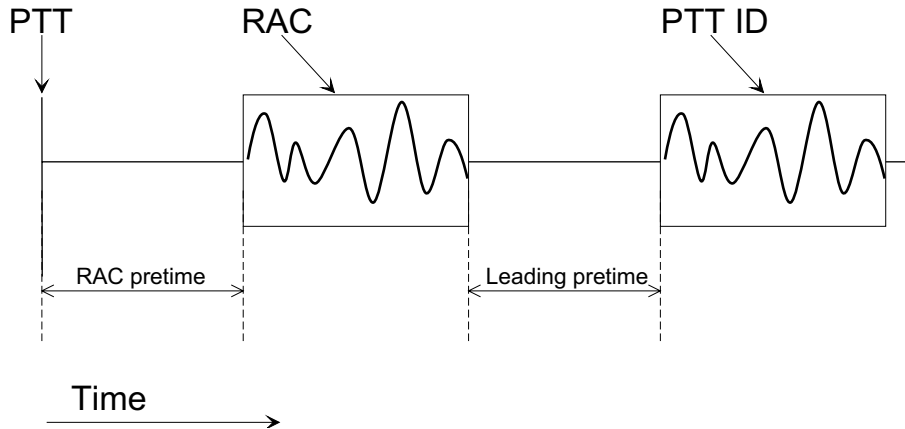 PTT
RAC
PTT ID
RAC pretime
Leading pretime
Time